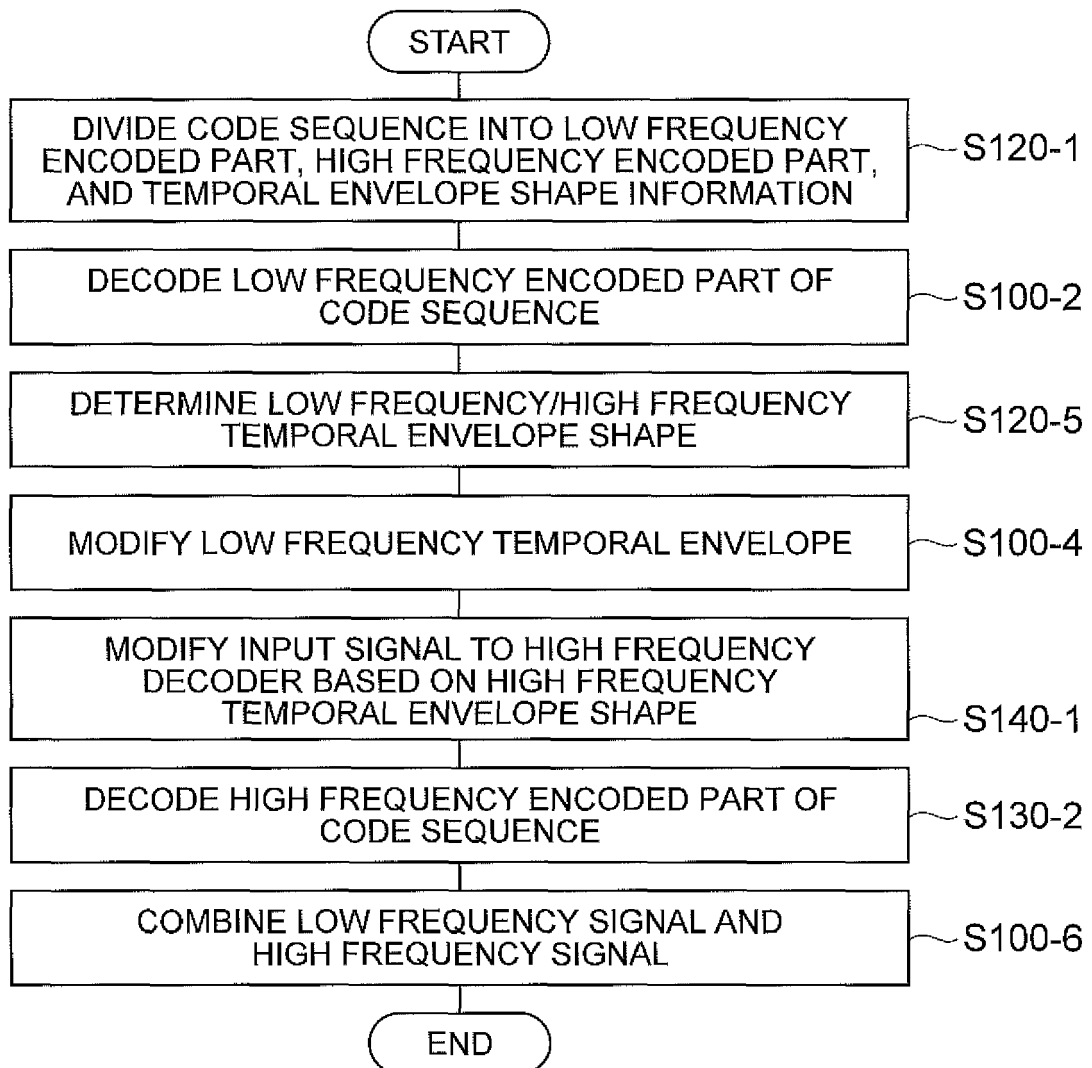 START
DIVIDE CODE SEQUENCE INTO LOW FREQUENCY
ENCODED PART, HIGH FREQUENCY ENCODED PART,
AND TEMPORAL ENVELOPE SHAPE INFORMATION
S120-1
DECODE LOW FREQUENCY ENCODED PART OF
CODE SEQUENCE
S100-2
DETERMINE LOW FREQUENCY/HIGH FREQUENCY
TEMPORAL ENVELOPE SHAPE
S120-5
MODIFY LOW FREQUENCY TEMPORAL ENVELOPE
S100-4
MODIFY INPUT SIGNAL TO HIGH FREQUENCY
DECODER BASED ON HIGH FREQUENCY
TEMPORAL ENVELOPE SHAPE
S140-1
DECODE HIGH FREQUENCY ENCODED PART OF
CODE SEQUENCE
S130-2
COMBINE LOW FREQUENCY SIGNAL AND
HIGH FREQUENCY SIGNAL
S100-6
END